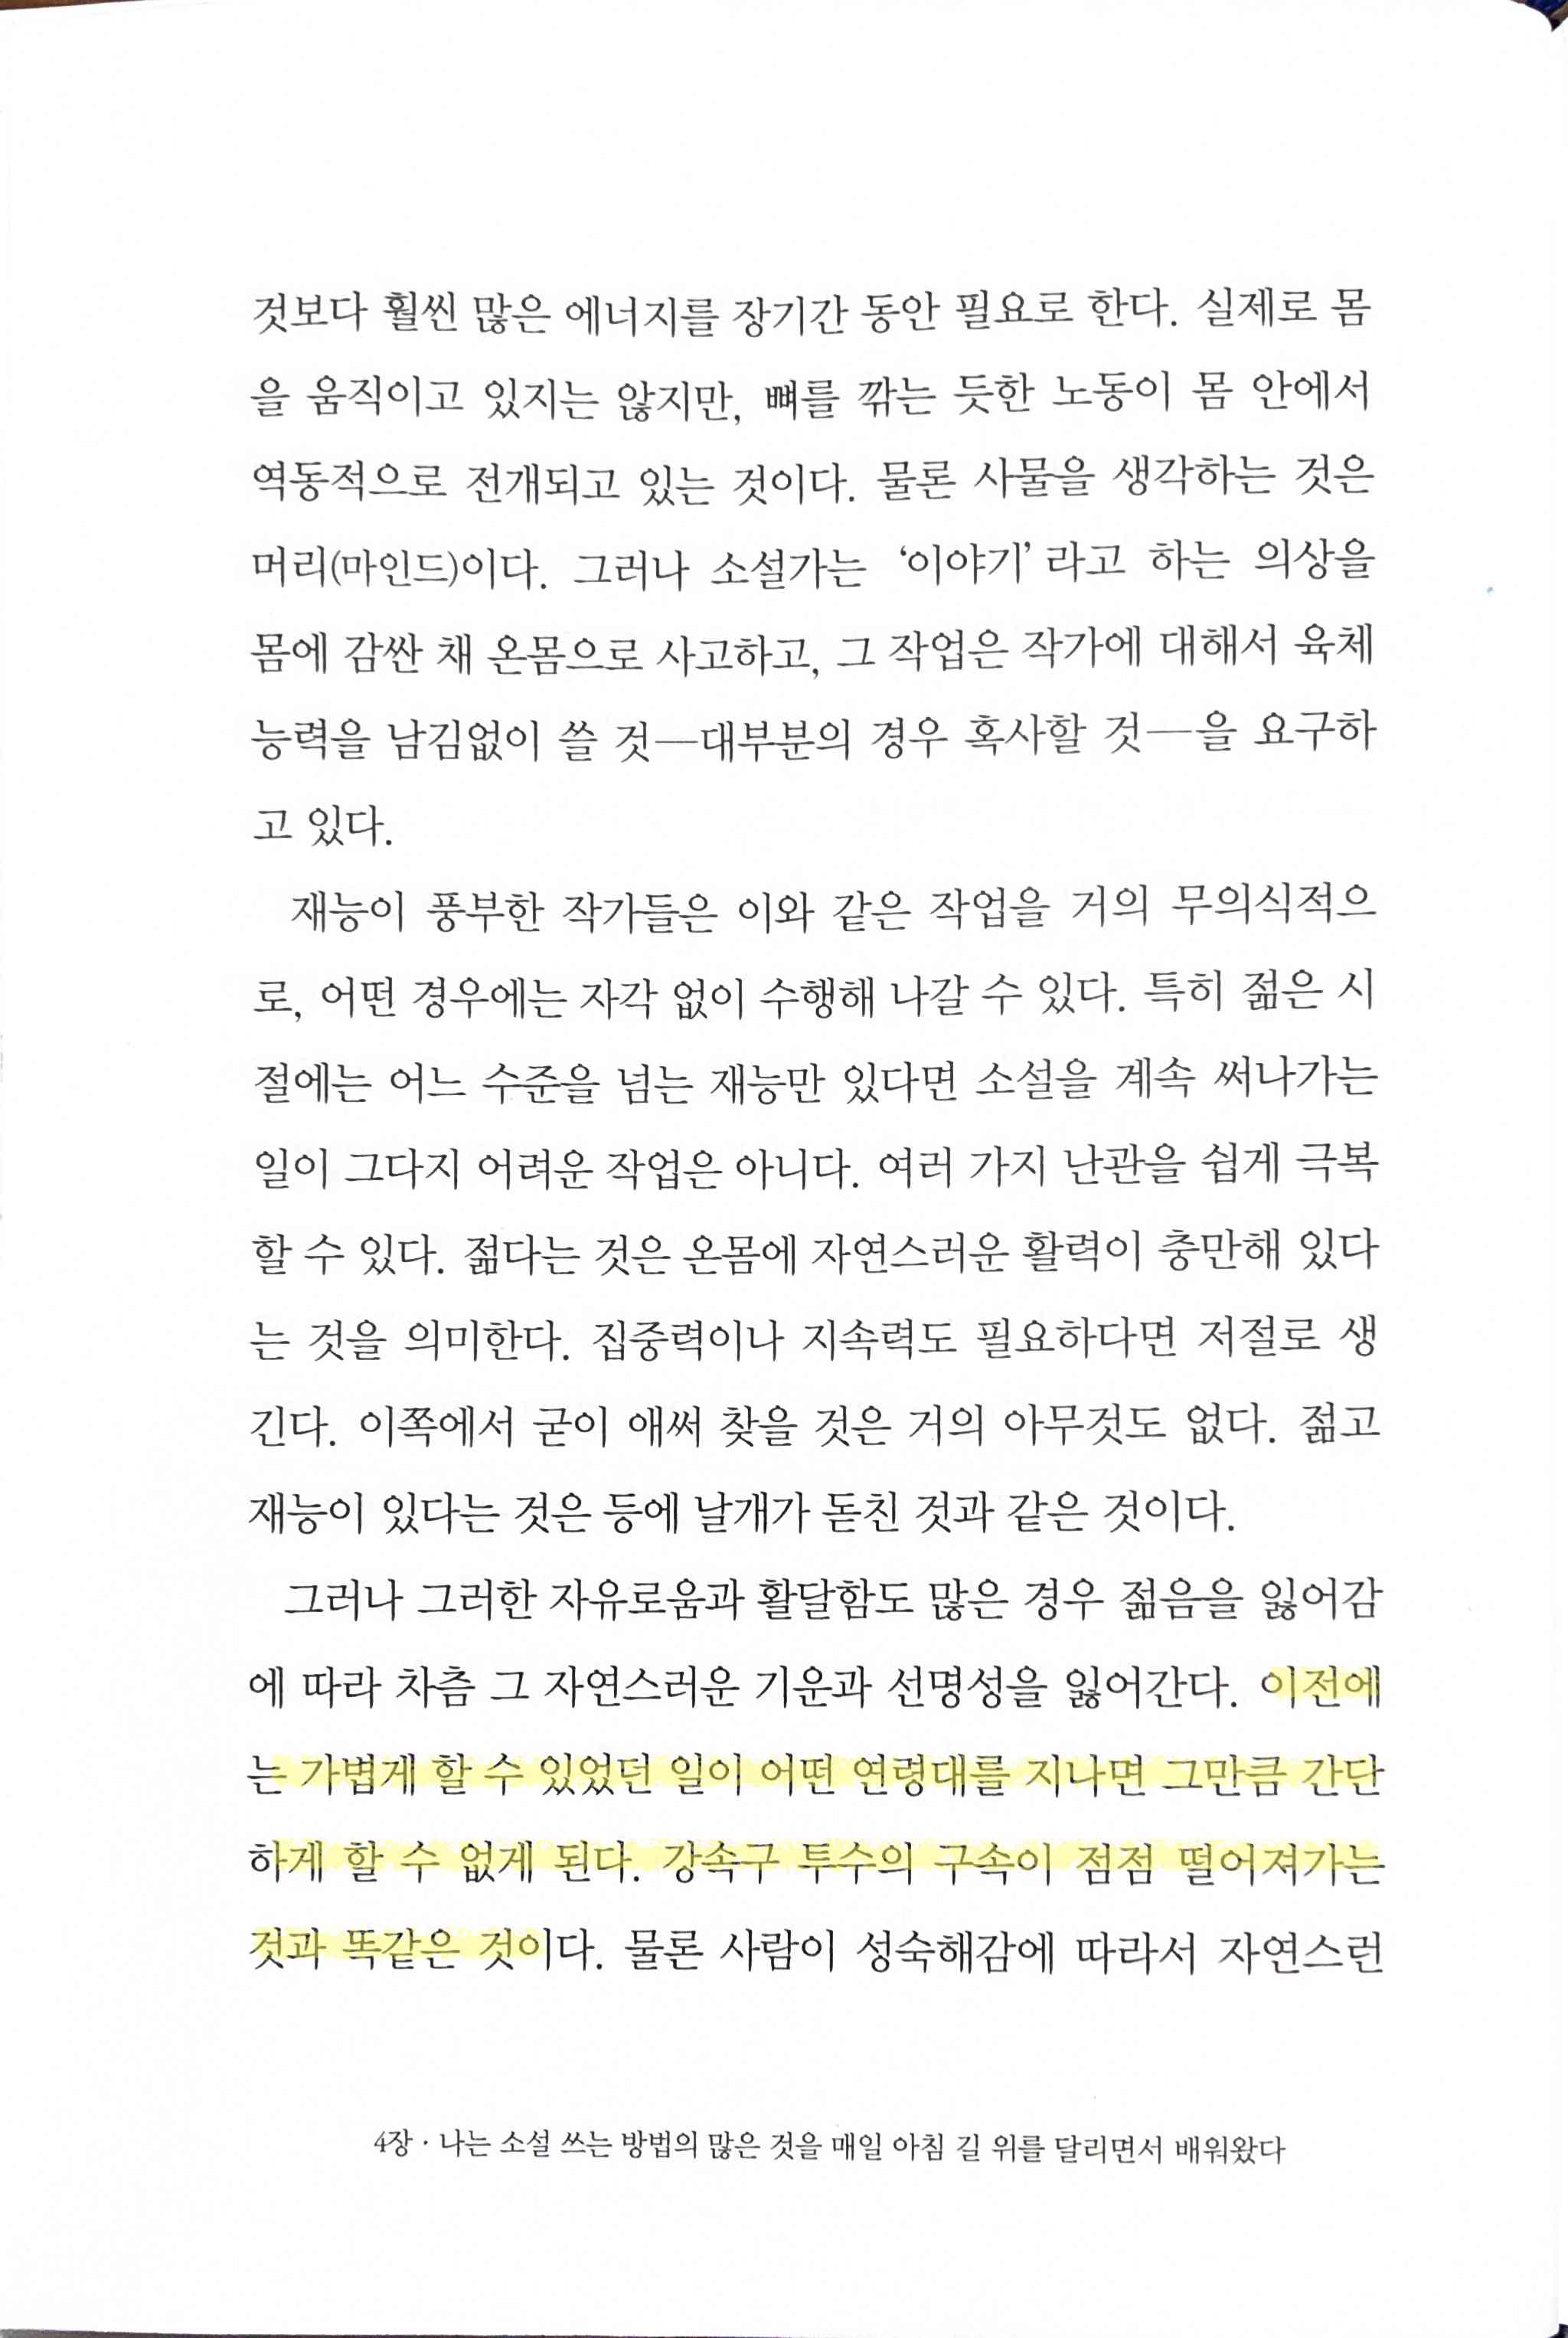 것보다 훨씬 많은 에너지를 장기간 동안 필요로 한다. 실제로 몸
을 움직이고 있지는 않지만, 뼈를 깎는 듯한 노동이 몸 안에서
역동적으로 전개되고 있는 것이다. 물론 사물을 생각하는 것은
머리(마인드)이다. 그러나 소설가는 ‘이야기’라고 하는 의상을
몸에 감싼 채 온몸으로 사고하고, 그 작업은 작가에 대해서 육체
능력을 남김없이 쓸 것—대부분의 경우 혹사할 것—을 요구하
고 있다.
재능이 풍부한 작가들은 이와 같은 작업을 거의 무의식적으
로, 어떤 경우에는 자각 없이 수행해 나갈 수 있다. 특히 젊은 시
절에는 어느 수준을 넘는 재능만 있다면 소설을 계속 써나가는
일이 그다지 어려운 작업은 아니다. 여러 가지 난관을 쉽게 극복
할 수 있다. 젊다는 것은 온몸에 자연스러운 활력이 충만해 있다
는 것을 의미한다. 집중력이나 지속력도 필요하다면 저절로 생
긴다. 이쪽에서 굳이 애써 찾을 것은 거의 아무것도 없다. 젊고
재능이 있다는 것은 등에 날개가 돋친 것과 같은 것이다.
그러나 그러한 자유로움과 활달함도 많은 경우 젊음을 잃어감
에 따라 차츰 그 자연스러운 기운과 선명성을 잃어간다. 이전에
는 가볍게 할 수 있었던 일이 어떤 연령대를 지나면 그만큼 간단
하게 할 수 없게 된다. 강속구 투수의 구속이 점점 떨어져가는
것과 똑같은 것이다. 물론 사람이 성숙해감에 따라서 자연스런
4장 · 나는 소설 쓰는 방법의 많은 것을 매일 아침 길 위를 달리면서 배워왔다